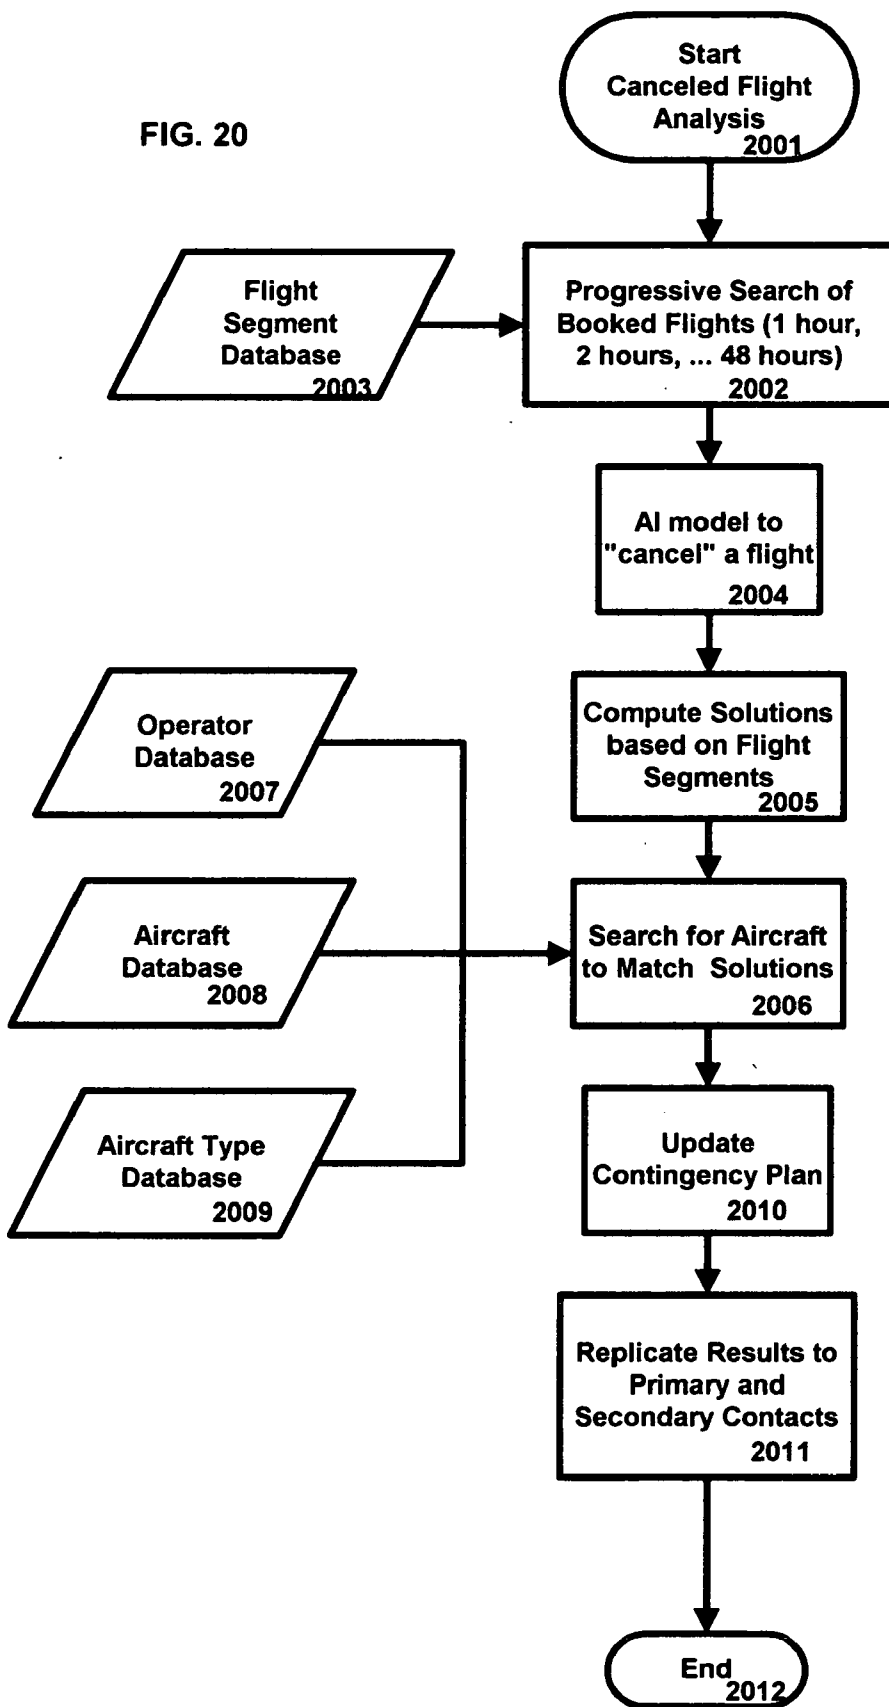 FIG. 20
Start
Canceled Flight
Analysis
2001
Flight
Segment
Database
2003
Progressive Search of
Booked Flights (1 hour,
2 hours, ... 48 hours)
2002
AI model to
"cancel" a flight
2004
Compute Solutions
based on Flight
Segments
2005
Operator
Database
2007
Aircraft
Database
2008
Aircraft Type
Database
2009
Search for Aircraft
to Match Solutions
2006
Update
Contingency Plan
2010
Replicate Results to
Primary and
Secondary Contacts
2011
End
2012